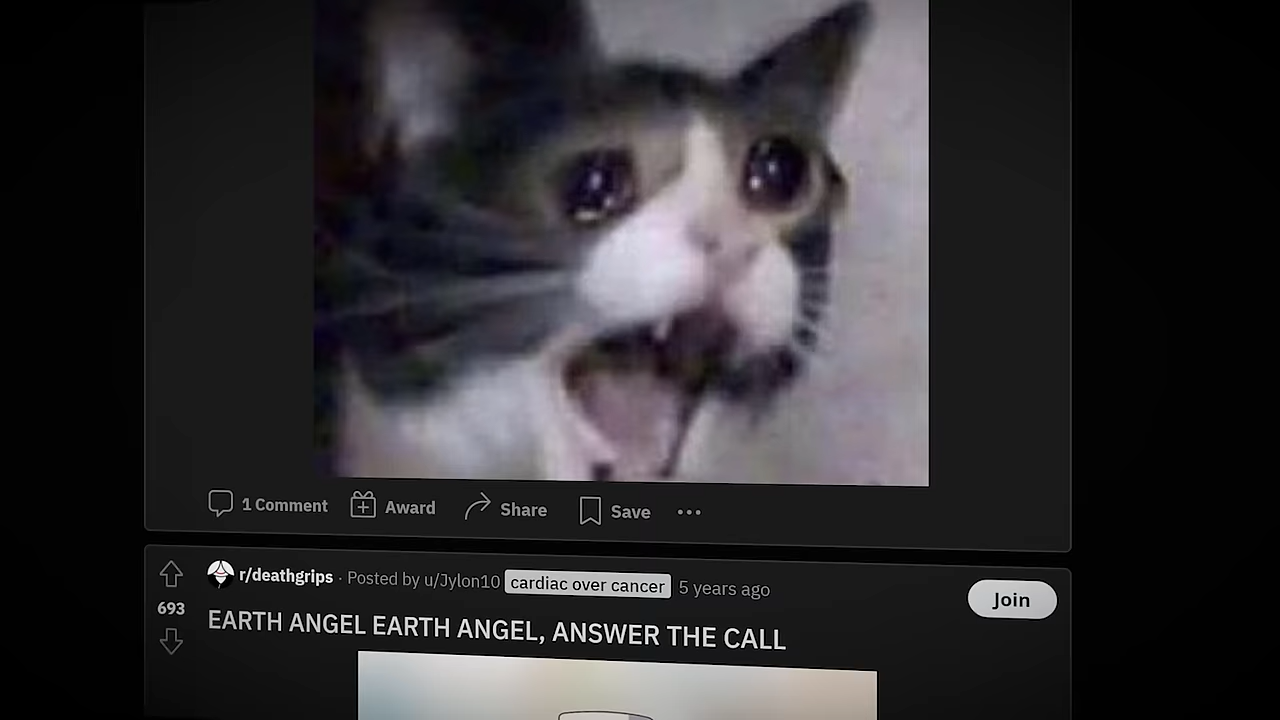 1 Comment Award Share Save
r/deathgrips · Posted by u/Jylon10 cardiac over cancer 5 years ago
Join
693
EARTH ANGEL EARTH ANGEL, ANSWER THE CALL